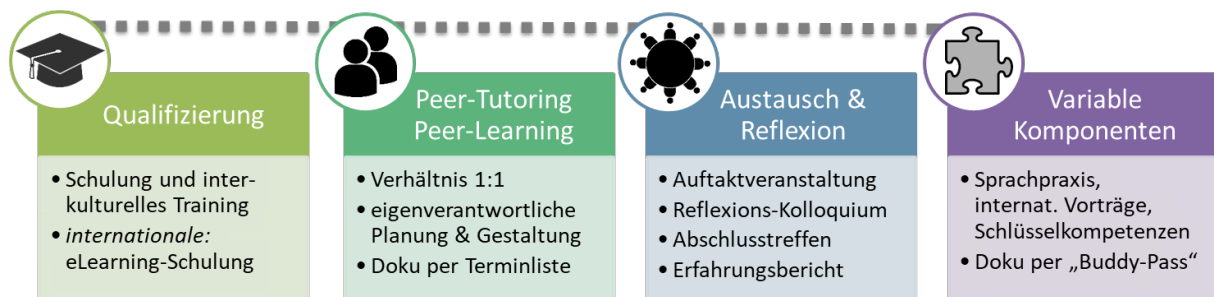 Qualifizierung
• Schulung und inter-
kulturelles Training
• internationale:
eLearning-Schulung
Peer-Tutoring
Peer-Learning
• Verhältnis 1:1
• eigenverantwortliche
Planung & Gestaltung
• Doku per Terminliste
Austausch &
Reflexion
• Auftaktveranstaltung
• Reflexions-Kolloquium
• Abschlusstreffen
• Erfahrungsbericht
Variable
Komponenten
• Sprachpraxis,
internat. Vorträge,
Schlüsselkompetenzen
• Doku per „Buddy-Pass“